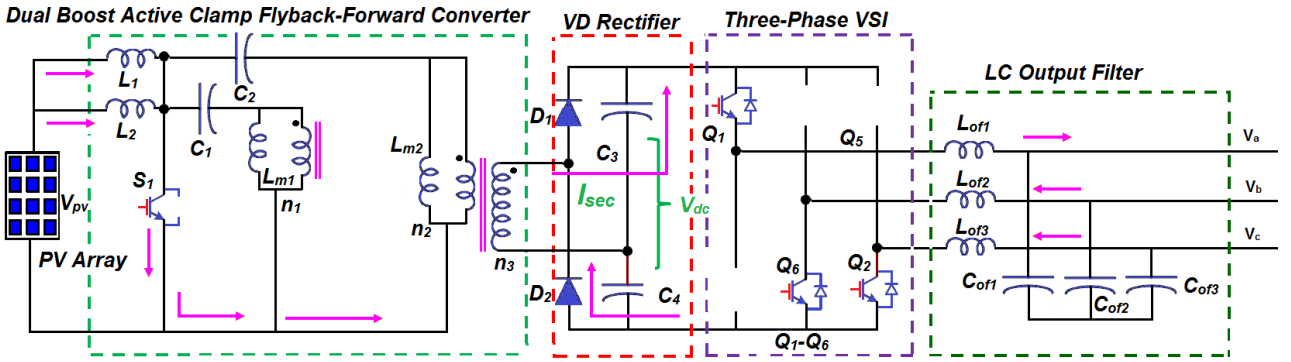 Dual Boost Active Clamp Flyback-Forward Converter
VD Rectifier
Three-Phase VSI
LC Output Filter
L1
C2
L2
C1
Lm1
n1
S1
Vpv
PV Array
Lm2
n2
n3
D1
C3
Isec
Vdc
D2
C4
Q1
Q5
Q6
Q2
Q1-Q6
Lof1
Lof2
Lof3
Va
Vb
Vc
Cof1
Cof2
Cof3